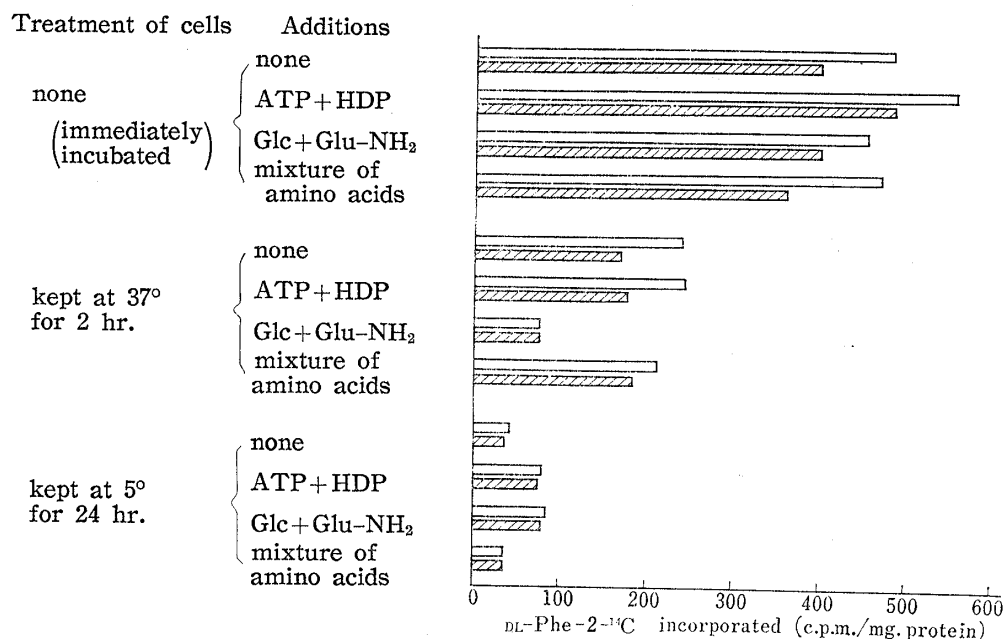 Treatment of cells Additions
none
none
(immediately incubated)
ATP+HDP
Glc+Glu–NH₂
mixture of
amino acids
none
kept at 37°
for 2 hr.
ATP+HDP
Glc+Glu–NH₂
mixture of
amino acids
none
kept at 5°
for 24 hr.
ATP+HDP
Glc+Glu–NH₂
mixture of
amino acids
0 100 200 300 400 500 600
DL-Phe-2-¹⁴C incorporated (c.p.m./mg. protein)